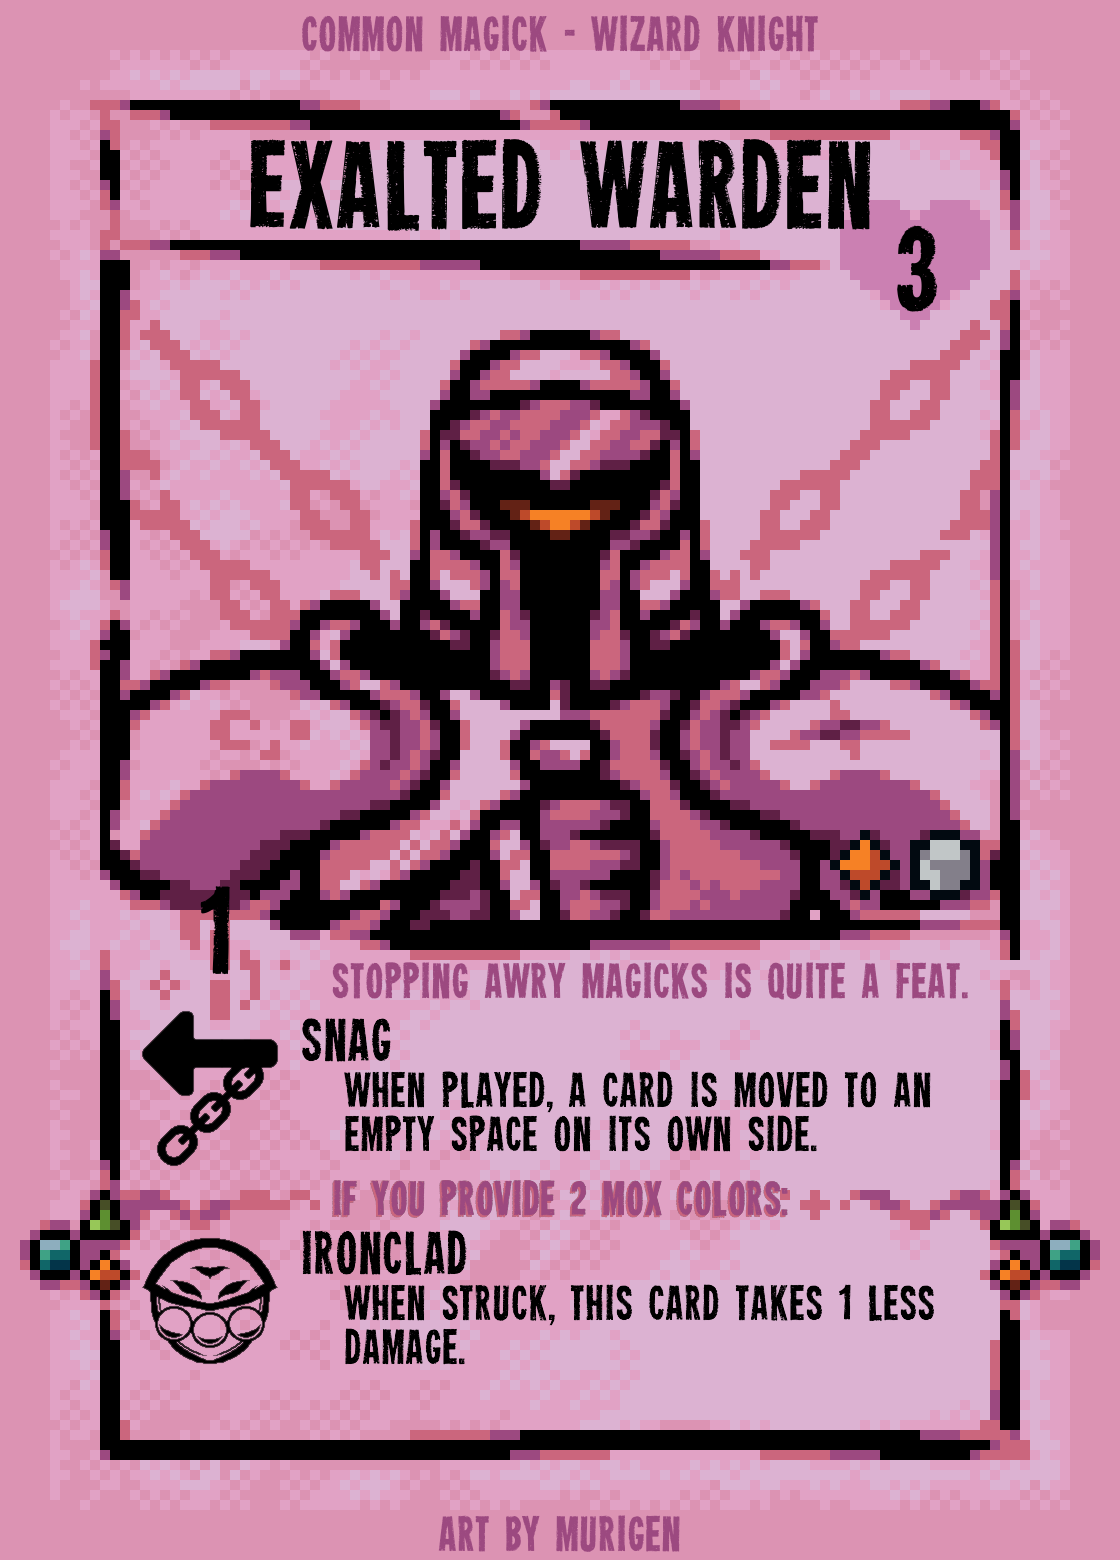 COMMON MAGICK - WIZARD KNIGHT
EXALTED WARDEN
3
1
STOPPING AWRY MAGICKS IS QUITE A FEAT.
SNAG
WHEN PLAYED, A CARD IS MOVED TO AN
EMPTY SPACE ON ITS OWN SIDE.
IF YOU PROVIDE 2 MOX COLORS:
IRONCLAD
WHEN STRUCK, THIS CARD TAKES 1 LESS
DAMAGE.
ART BY MURIGEN